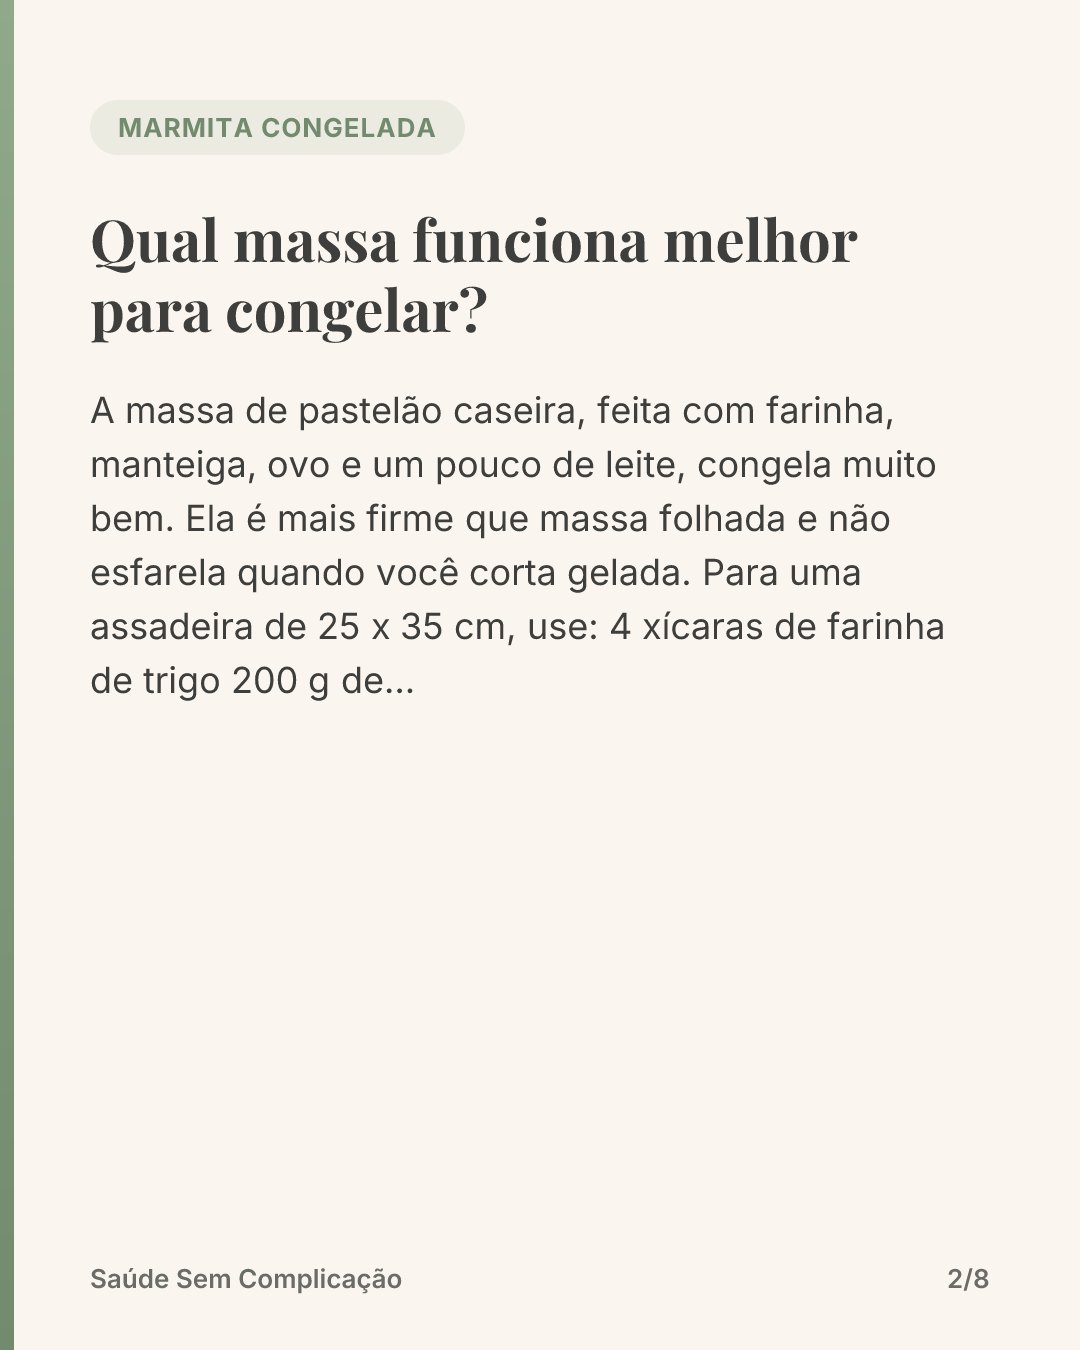 MARMITA CONGELADA
Qual massa funciona melhor
para congelar?
A massa de pastelão caseira, feita com farinha,
manteiga, ovo e um pouco de leite, congela muito
bem. Ela é mais firme que massa folhada e não
esfarela quando você corta gelada. Para uma
assadeira de 25 x 35 cm, use: 4 xícaras de farinha
de trigo 200 g de...
Saúde Sem Complicação
2/8